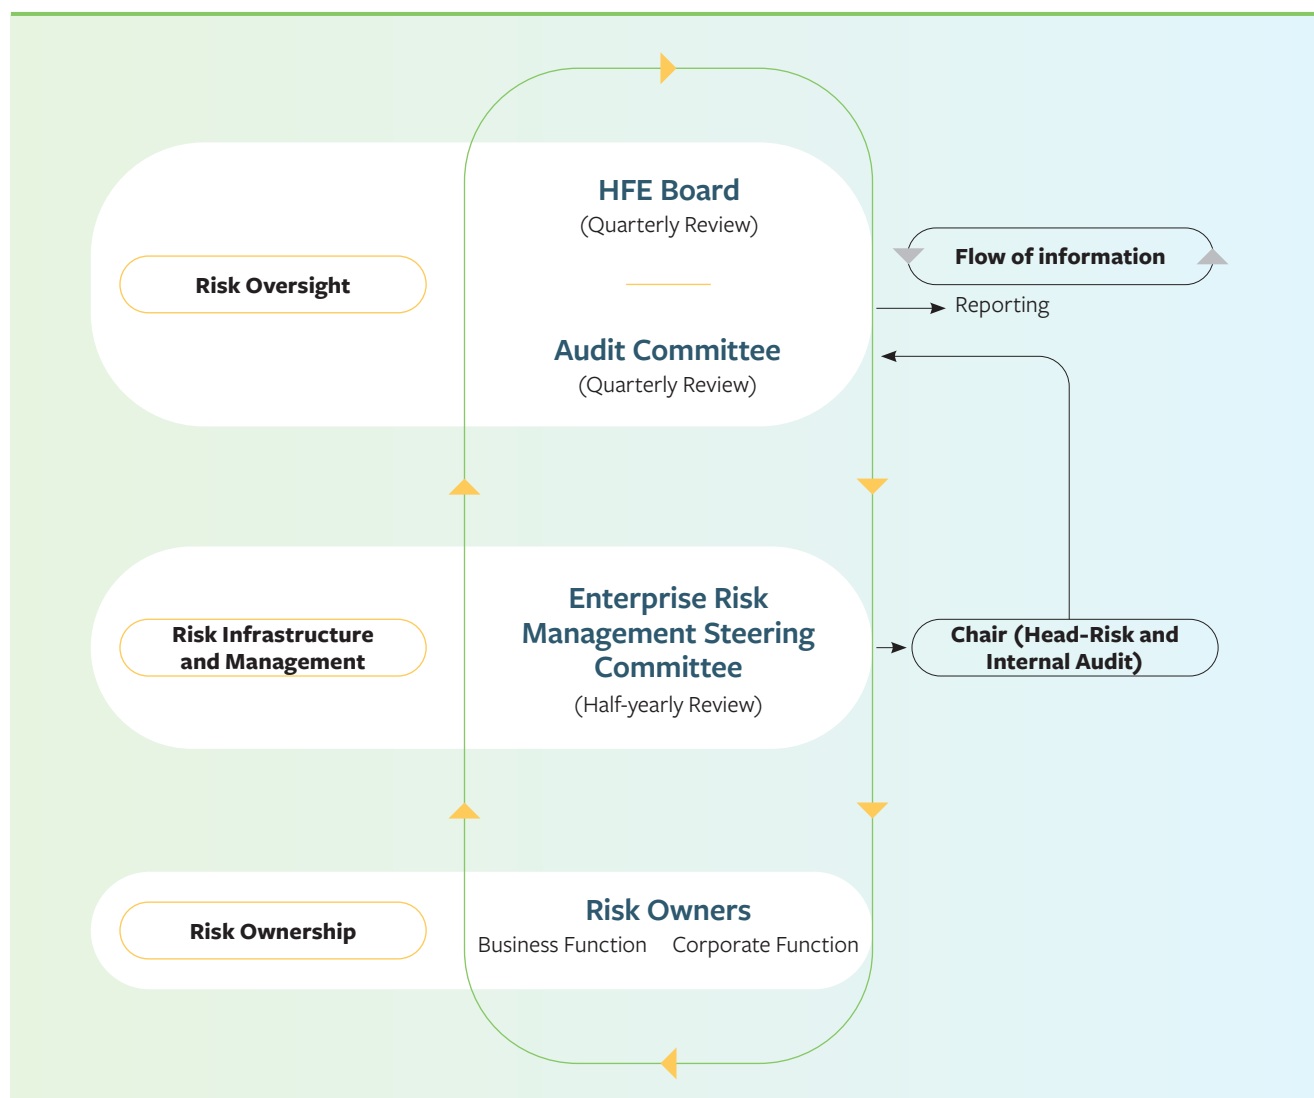 HFE Board
(Quarterly Review)
Risk Oversight
Audit Committee
(Quarterly Review)
Flow of information
Reporting
Risk Infrastructure
and Management
Enterprise Risk
Management Steering
Committee
(Half-yearly Review)
Chair (Head-Risk and
Internal Audit)
Risk Ownership
Risk Owners
Business Function Corporate Function